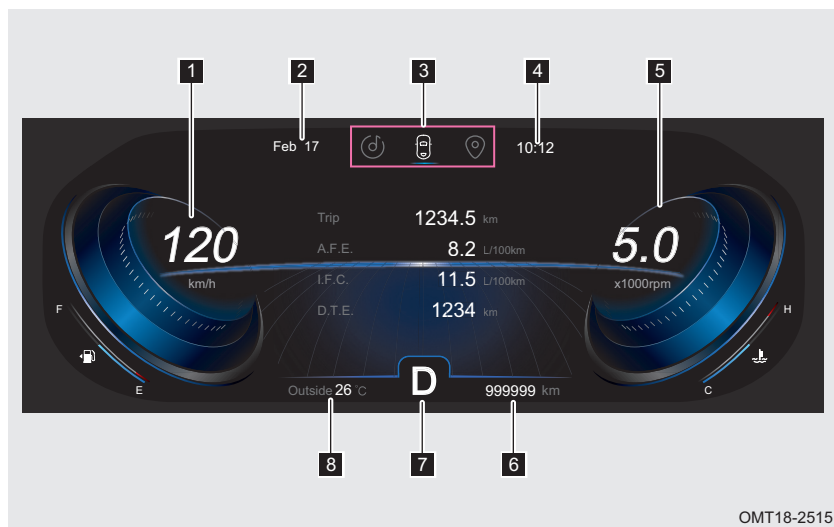 1 2 3 4 5
Feb 17 10:12
Trip 1234.5 km
120 A.F.E. 8.2 L/100km 5.0
km/h I.F.C. 11.5 L/100km x1000rpm
F D.T.E. 1234 km H
E C
Outside 26 °C D 999999 km
8 7 6
OMT18-2515